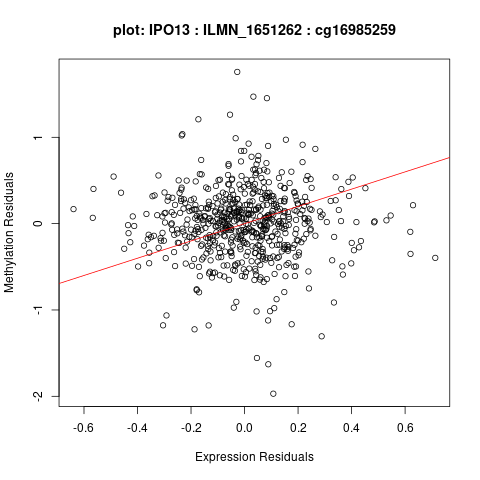 plot: IPO13 : ILMN_1651262 : cg16985259
Methylation Residuals
1
0
-1
-2
-0.6 -0.4 -0.2 0.0 0.2 0.4 0.6
Expression Residuals